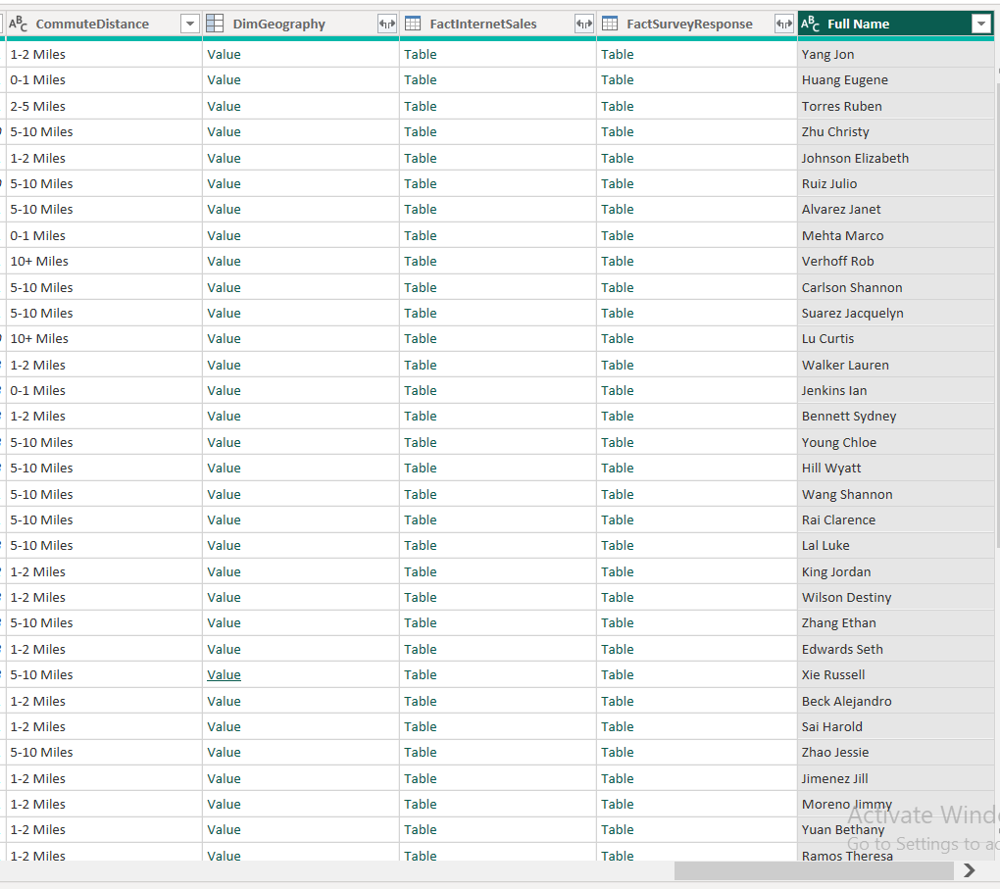 ABC CommuteDistance DimGeography FactInternetSales FactSurveyResponse ABC Full Name
1-2 Miles Value Table Table Yang Jon
0-1 Miles Value Table Table Huang Eugene
2-5 Miles Value Table Table Torres Ruben
5-10 Miles Value Table Table Zhu Christy
1-2 Miles Value Table Table Johnson Elizabeth
5-10 Miles Value Table Table Ruiz Julio
5-10 Miles Value Table Table Alvarez Janet
0-1 Miles Value Table Table Mehta Marco
10+ Miles Value Table Table Verhoff Rob
5-10 Miles Value Table Table Carlson Shannon
5-10 Miles Value Table Table Suarez Jacquelyn
10+ Miles Value Table Table Lu Curtis
1-2 Miles Value Table Table Walker Lauren
0-1 Miles Value Table Table Jenkins Ian
1-2 Miles Value Table Table Bennett Sydney
5-10 Miles Value Table Table Young Chloe
5-10 Miles Value Table Table Hill Wyatt
5-10 Miles Value Table Table Wang Shannon
5-10 Miles Value Table Table Rai Clarence
5-10 Miles Value Table Table Lal Luke
1-2 Miles Value Table Table King Jordan
1-2 Miles Value Table Table Wilson Destiny
5-10 Miles Value Table Table Zhang Ethan
1-2 Miles Value Table Table Edwards Seth
5-10 Miles Value Table Table Xie Russell
1-2 Miles Value Table Table Beck Alejandro
1-2 Miles Value Table Table Sai Harold
5-10 Miles Value Table Table Zhao Jessie
1-2 Miles Value Table Table Jimenez Jill
1-2 Miles Value Table Table Moreno Jimmy
Activate Wind
1-2 Miles Value Table Table Yuan Bethany
Go to Settings to ac
1-2 Miles Value Table Table Ramos Theresa